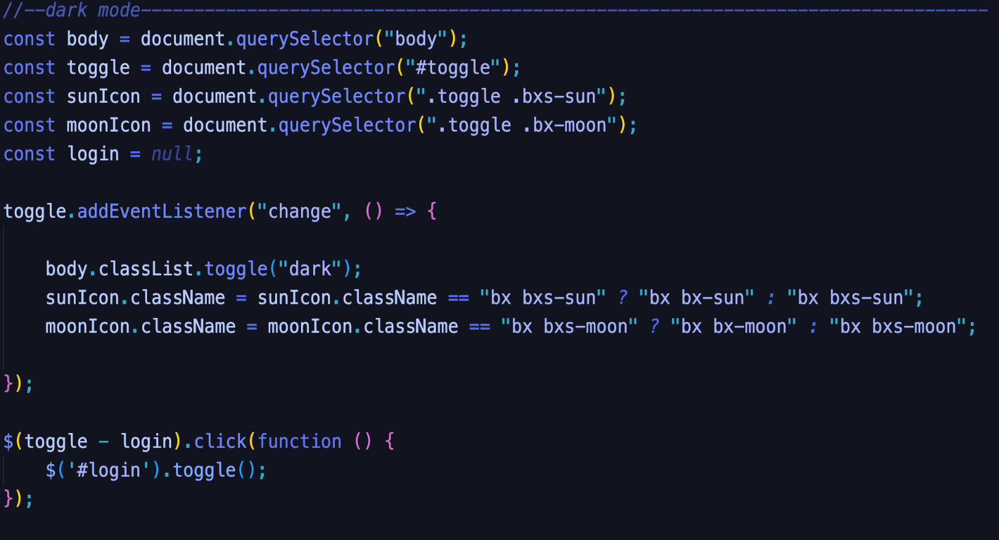 //--dark mode--------------------------------------------------------------------------------
const body = document.querySelector("body");
const toggle = document.querySelector("#toggle");
const sunIcon = document.querySelector(".toggle .bxs-sun");
const moonIcon = document.querySelector(".toggle .bx-moon");
const login = null;
toggle.addEventListener("change", () => {
body.classList.toggle("dark");
sunIcon.className = sunIcon.className == "bx bxs-sun" ? "bx bx-sun" : "bx bxs-sun";
moonIcon.className = moonIcon.className == "bx bxs-moon" ? "bx bx-moon" : "bx bxs-moon";
});
$(toggle - login).click(function () {
$('#login').toggle();
});